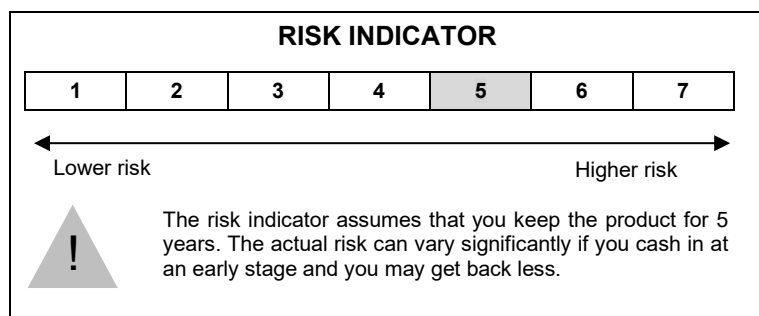 RISK INDICATOR
1 2 3 4 5 6 7
Lower risk Higher risk
! The risk indicator assumes that you keep the product for 5
years. The actual risk can vary significantly if you cash in at
an early stage and you may get back less.